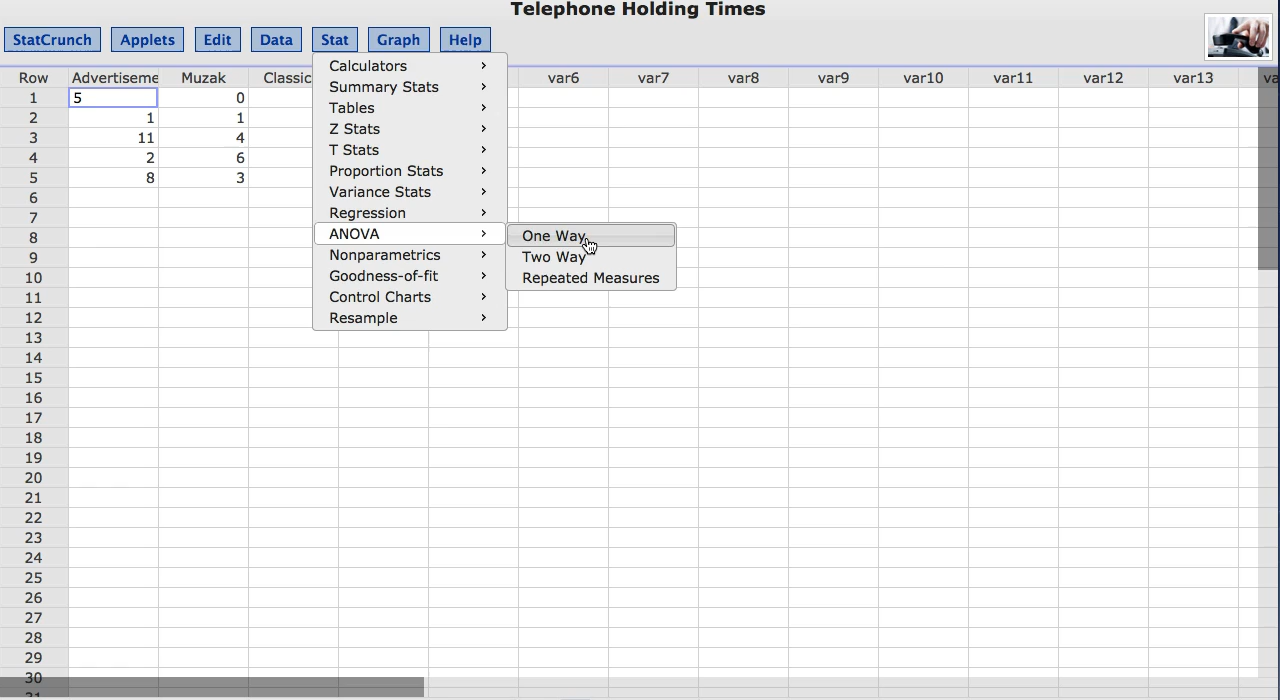 Telephone Holding Times
StatCrunch Applets Edit Data Stat Graph Help
Row Advertiseme Muzak Classic var6 var7 var8 var9 var10 var11 var12 var13 va
1 5 0
2 1 1
3 11 4
4 2 6
5 8 3
6
7
8
9
10
11
12
13
14
15
16
17
18
19
20
21
22
23
24
25
26
27
28
29
30
31
Calculators
Summary Stats
Tables
Z Stats
T Stats
Proportion Stats
Variance Stats
Regression
ANOVA
Nonparametrics
Goodness-of-fit
Control Charts
Resample
One Way
Two Way
Repeated Measures